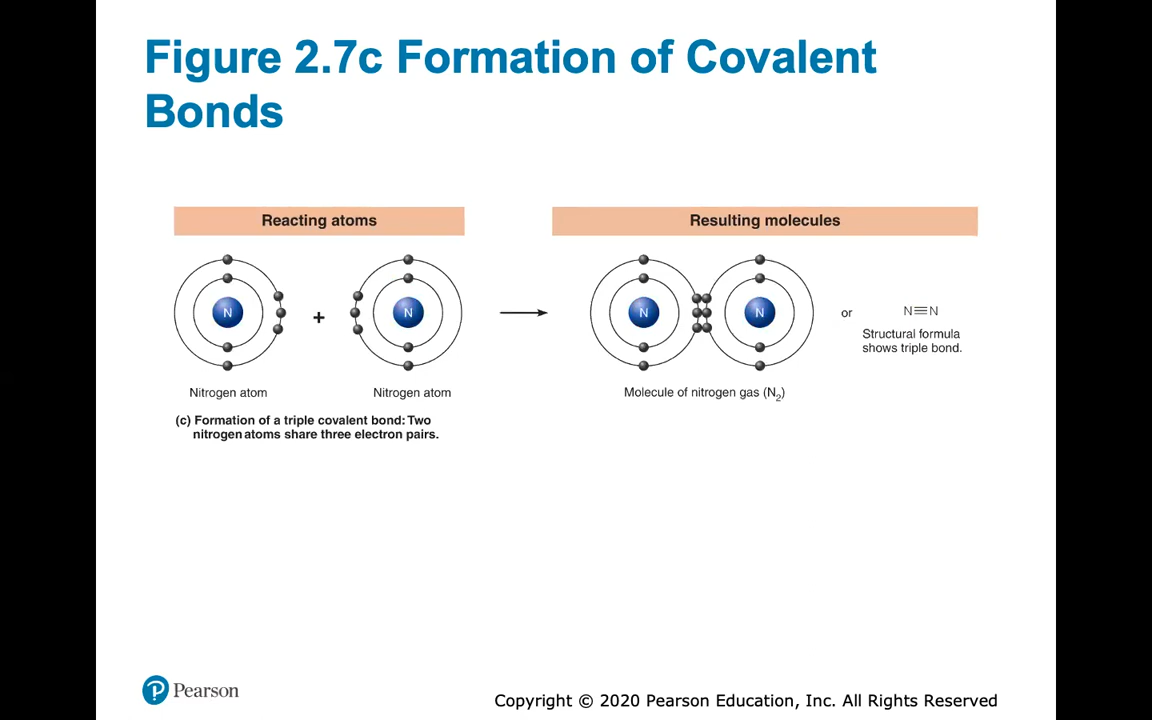 Figure 2.7c Formation of Covalent
Bonds
Reacting atoms
Resulting molecules
N
+
N
N
N
or
N≡N
Structural formula
shows triple bond.
Nitrogen atom
Nitrogen atom
Molecule of nitrogen gas (N₂)
(c) Formation of a triple covalent bond: Two
nitrogen atoms share three electron pairs.
P Pearson
Copyright © 2020 Pearson Education, Inc. All Rights Reserved